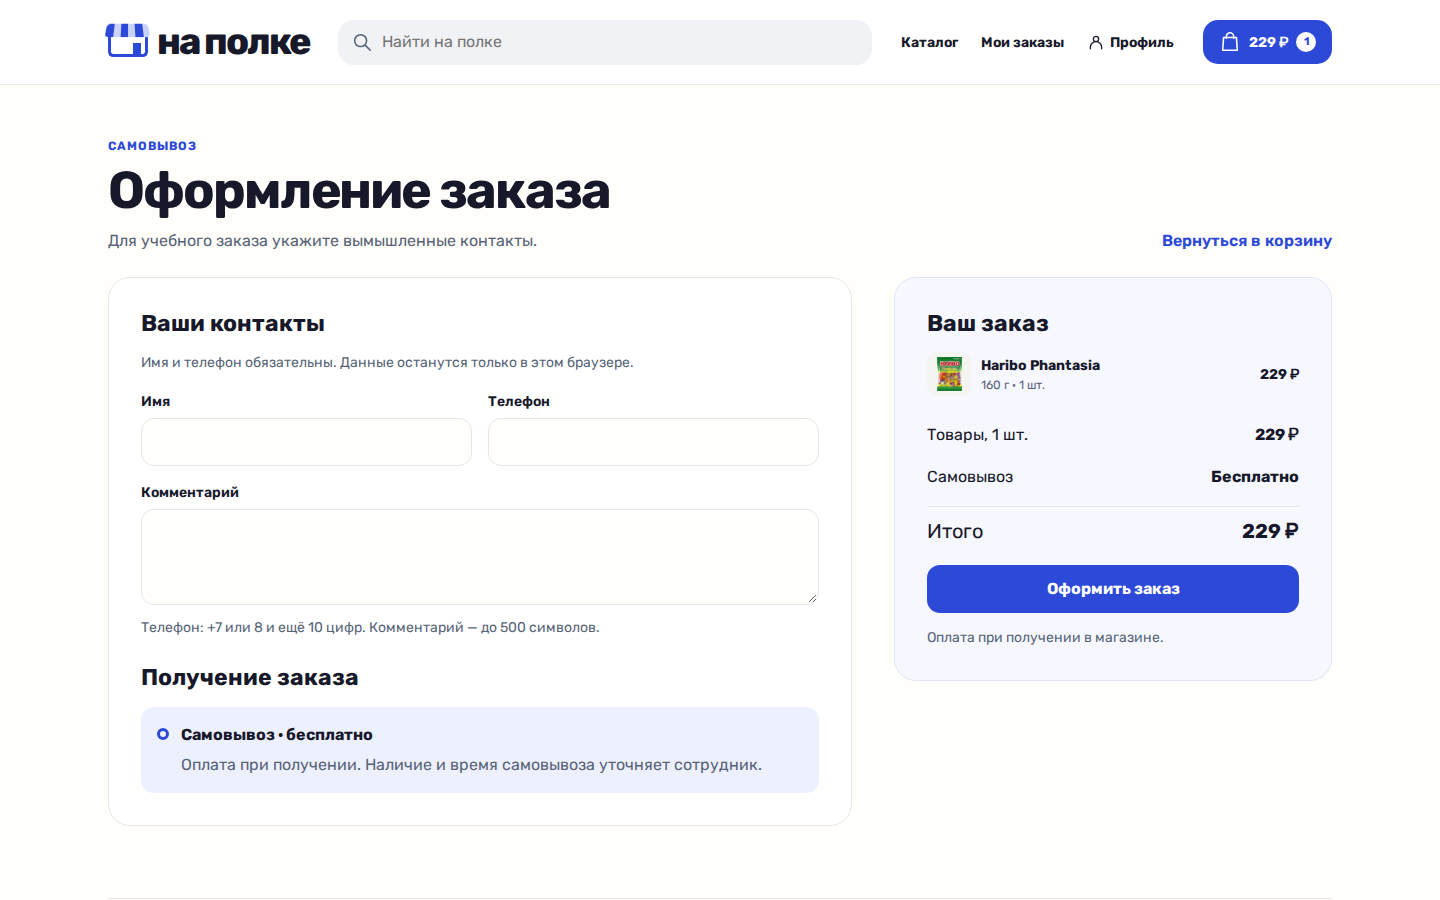 на полке
Найти на полке
Каталог
Мои заказы
Профиль
229 ₽ 1
САМОВЫВОЗ
Оформление заказа
Для учебного заказа укажите вымышленные контакты.
Вернуться в корзину
Ваши контакты
Имя и телефон обязательны. Данные останутся только в этом браузере.
Имя
Телефон
Комментарий
Телефон: +7 или 8 и ещё 10 цифр. Комментарий — до 500 символов.
Получение заказа
Самовывоз • бесплатно
Оплата при получении. Наличие и время самовывоза уточняет сотрудник.
Ваш заказ
Haribo Phantasia
160 г • 1 шт.
229 ₽
Товары, 1 шт.
229 ₽
Самовывоз
Бесплатно
Итого
229 ₽
Оформить заказ
Оплата при получении в магазине.